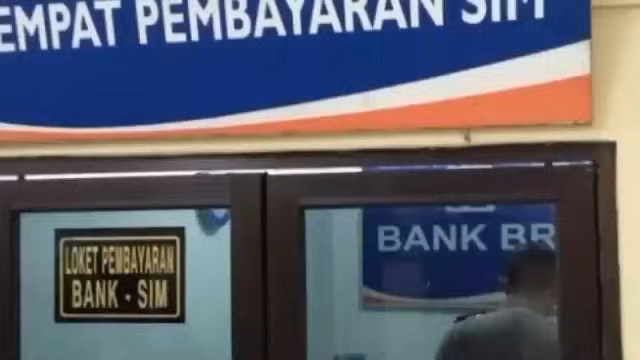 EMPAT PEMBAYARAN SIM
LOKET PEMBAYARAN
BANK - SIM
BANK BR